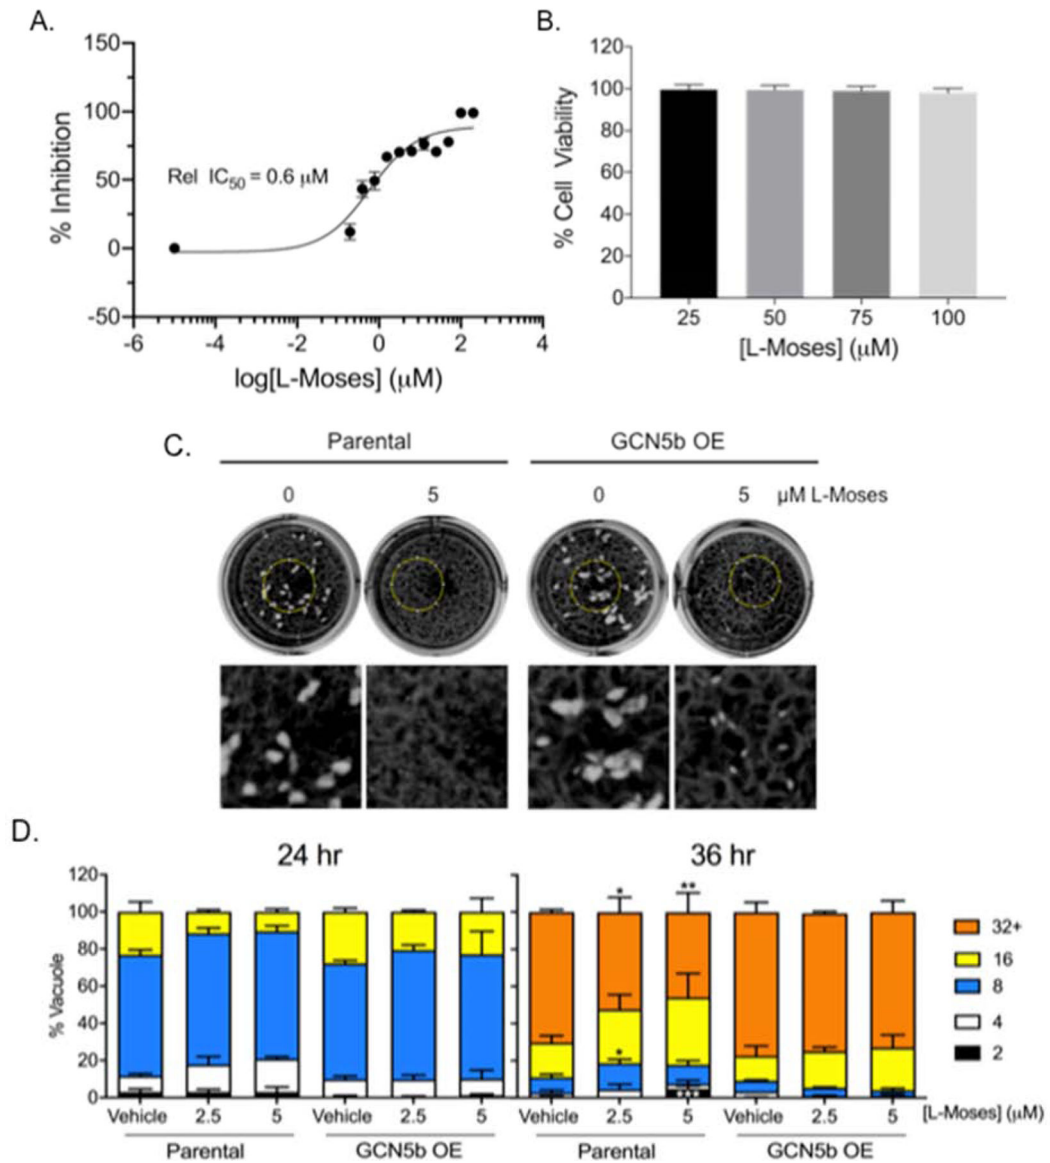 A.
150
100
50
0
-50
% Inhibition
Rel IC50 = 0.6 μM
-6 -4 -2 0 2 4
log[L-Moses] (μM)
B.
120
100
80
60
40
20
0
% Cell Viability
25 50 75 100
[L-Moses] (μM)
C.
Parental GCN5b OE
0 5 0 5 μM L-Moses
D.
24 hr 36 hr
120
100
80
60
40
20
0
% Vacuole
* **
*
***
32+
16
8
4
2
Vehicle 2.5 5 Vehicle 2.5 5 Vehicle 2.5 5 Vehicle 2.5 5 [L-Moses] (μM)
Parental GCN5b OE Parental GCN5b OE